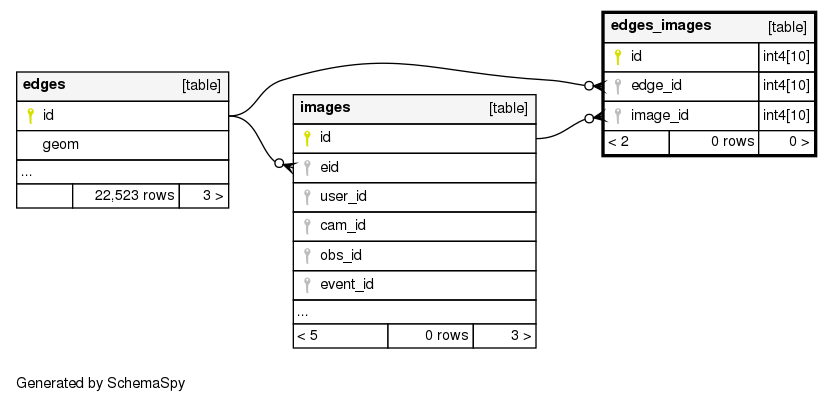 edges_images [table]
id int4[10]
edge_id int4[10]
image_id int4[10]
< 2 0 rows 0 >
edges [table]
id
geom
...
22,523 rows 3 >
images [table]
id
eid
user_id
cam_id
obs_id
event_id
...
< 5 0 rows 3 >
Generated by SchemaSpy